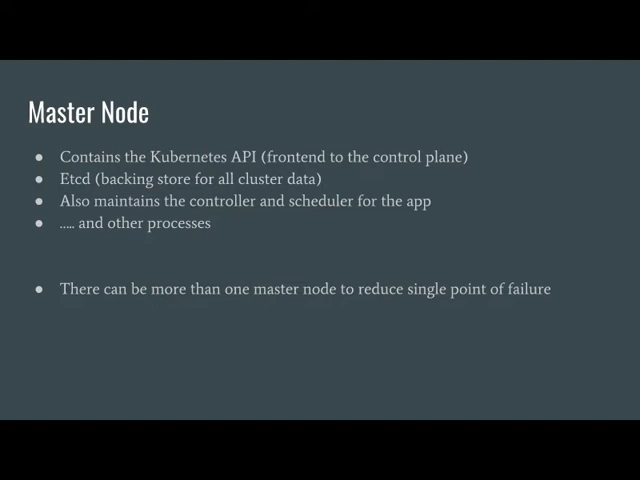 Master Node
● Contains the Kubernetes API (frontend to the control plane)
● Etcd (backing store for all cluster data)
● Also maintains the controller and scheduler for the app
● ..... and other processes
● There can be more than one master node to reduce single point of failure